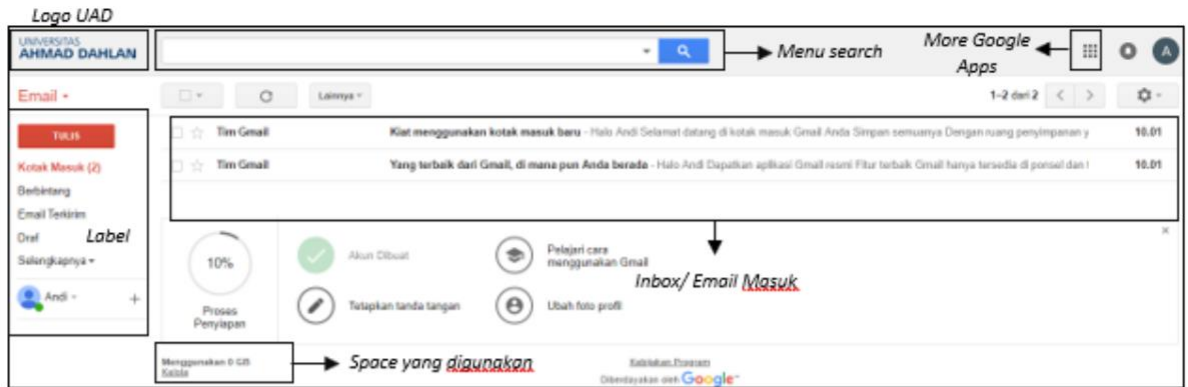 Logo UAD
UNIVERSITAS
AHMAD DAHLAN
Menu search
More Google
Apps
A
Email
Lainnya
1–2 dari 2
TULIS
Kotak Masuk (2)
Berbintang
Email Terkirim
Draf
Label
Selengkapnya
Andi
+
Tim Gmail Kiat menggunakan kotak masuk baru - Halo Andi Selamat datang di kotak masuk Gmail Anda Simpan semuanya Dengan ruang penyimpanan y 10.01
Tim Gmail Yang terbaik dari Gmail, di mana pun Anda berada - Halo Andi Dapatkan aplikasi Gmail resmi Fitur terbaik Gmail hanya tersedia di ponsel dan t 10.01
10%
Proses
Penyiapan
Akun Dibuat
Pelajari cara
menggunakan Gmail
Tetapkan tanda tangan
Ubah foto profil
Inbox/ Email Masuk
Menggunakan 0 GB
Kelola
Space yang digunakan
Kebijakan Program
Diberdayakan oleh Google™